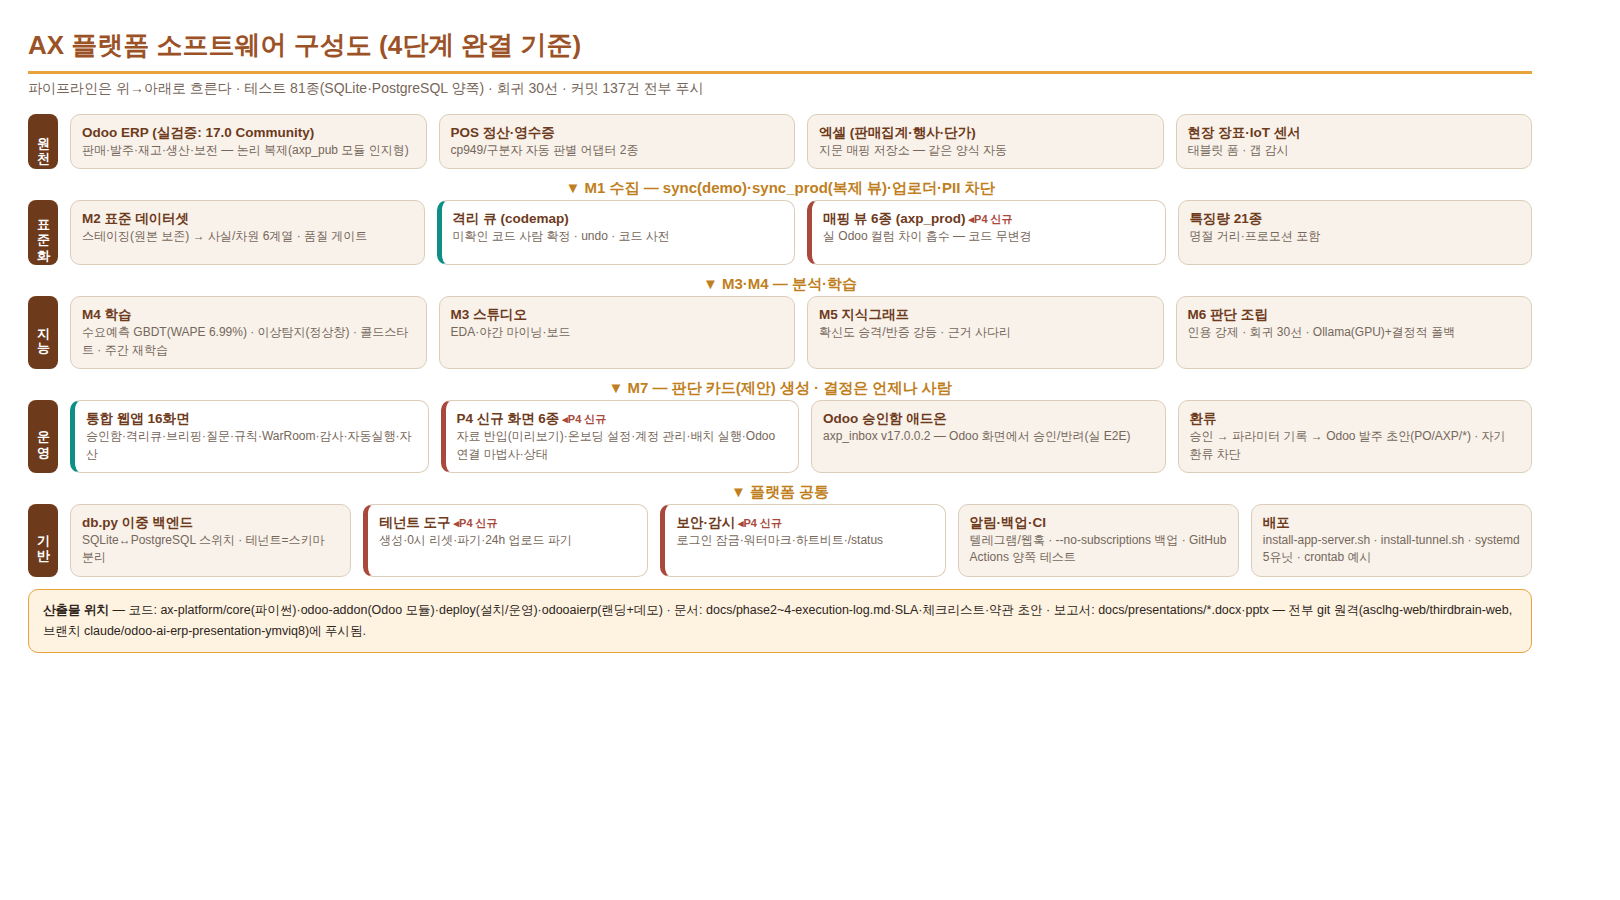 AX 플랫폼 소프트웨어 구성도 (4단계 완결 기준)
파이프라인은 위→아래로 흐른다 · 테스트 81종(SQLite·PostgreSQL 양쪽) · 회귀 30선 · 커밋 137건 전부 푸시
원천
Odoo ERP (실검증: 17.0 Community)
판매·발주·재고·생산·보전 — 논리 복제(axp_pub 모듈 인지형)
POS 정산·영수증
cp949/구분자 자동 판별 어댑터 2종
엑셀 (판매집계·행사·단가)
지문 매핑 저장소 — 같은 양식 자동
현장 장표·IoT 센서
태블릿 폼 · 갭 감시
▼ M1 수집 — sync(demo)·sync_prod(복제 뷰)·업로더·PII 차단
표준화
M2 표준 데이터셋
스테이징(원본 보존) → 사실/차원 6계열 · 품질 게이트
격리 큐 (codemap)
미확인 코드 사람 확정 · undo · 코드 사전
매핑 뷰 6종 (axp_prod) ◂P4 신규
실 Odoo 컬럼 차이 흡수 — 코드 무변경
특징량 21종
명절 거리·프로모션 포함
▼ M3·M4 — 분석·학습
지능
M4 학습
수요예측 GBDT(WAPE 6.99%) · 이상탐지(정상창) · 콜드스타
트 · 주간 재학습
M3 스튜디오
EDA·야간 마이닝·보드
M5 지식그래프
확신도 승격/반증 강등 · 근거 사다리
M6 판단 조립
인용 강제 · 회귀 30선 · Ollama(GPU)+결정적 폴백
▼ M7 — 판단 카드(제안) 생성 · 결정은 언제나 사람
운영
통합 웹앱 16화면
승인함·격리큐·브리핑·질문·규칙·WarRoom·감사·자동실행·자
산
P4 신규 화면 6종 ◂P4 신규
자료 반입(미리보기)·온보딩 설정·계정 관리·배치 실행·Odoo
연결 마법사·상태
Odoo 승인함 애드온
axp_inbox v17.0.0.2 — Odoo 화면에서 승인/반려(실 E2E)
환류
승인 → 파라미터 기록 → Odoo 발주 초안(PO/AXP/*) · 자기
환류 차단
▼ 플랫폼 공통
기반
db.py 이중 백엔드
SQLite↔PostgreSQL 스위치 · 테넌트=스키마
분리
테넌트 도구 ◂P4 신규
생성·0시 리셋·파기·24h 업로드 파기
보안·감시 ◂P4 신규
로그인 잠금·워터마크·하트비트·/status
알림·백업·CI
텔레그램/웹훅 · --no-subscriptions 백업 · GitHub
Actions 양쪽 테스트
배포
install-app-server.sh · install-tunnel.sh · systemd
5유닛 · crontab 예시
산출물 위치 — 코드: ax-platform/core(파이썬)·odoo-addon(Odoo 모듈)·deploy(설치/운영)·odooaierp(랜딩+데모) · 문서: docs/phase2~4-execution-log.md·SLA·체크리스트·약관 초안 · 보고서: docs/presentations/*.docx·pptx — 전부 git 원격(asclhg-web/thirdbrain-web,
브랜치 claude/odoo-ai-erp-presentation-ymviq8)에 푸시됨.